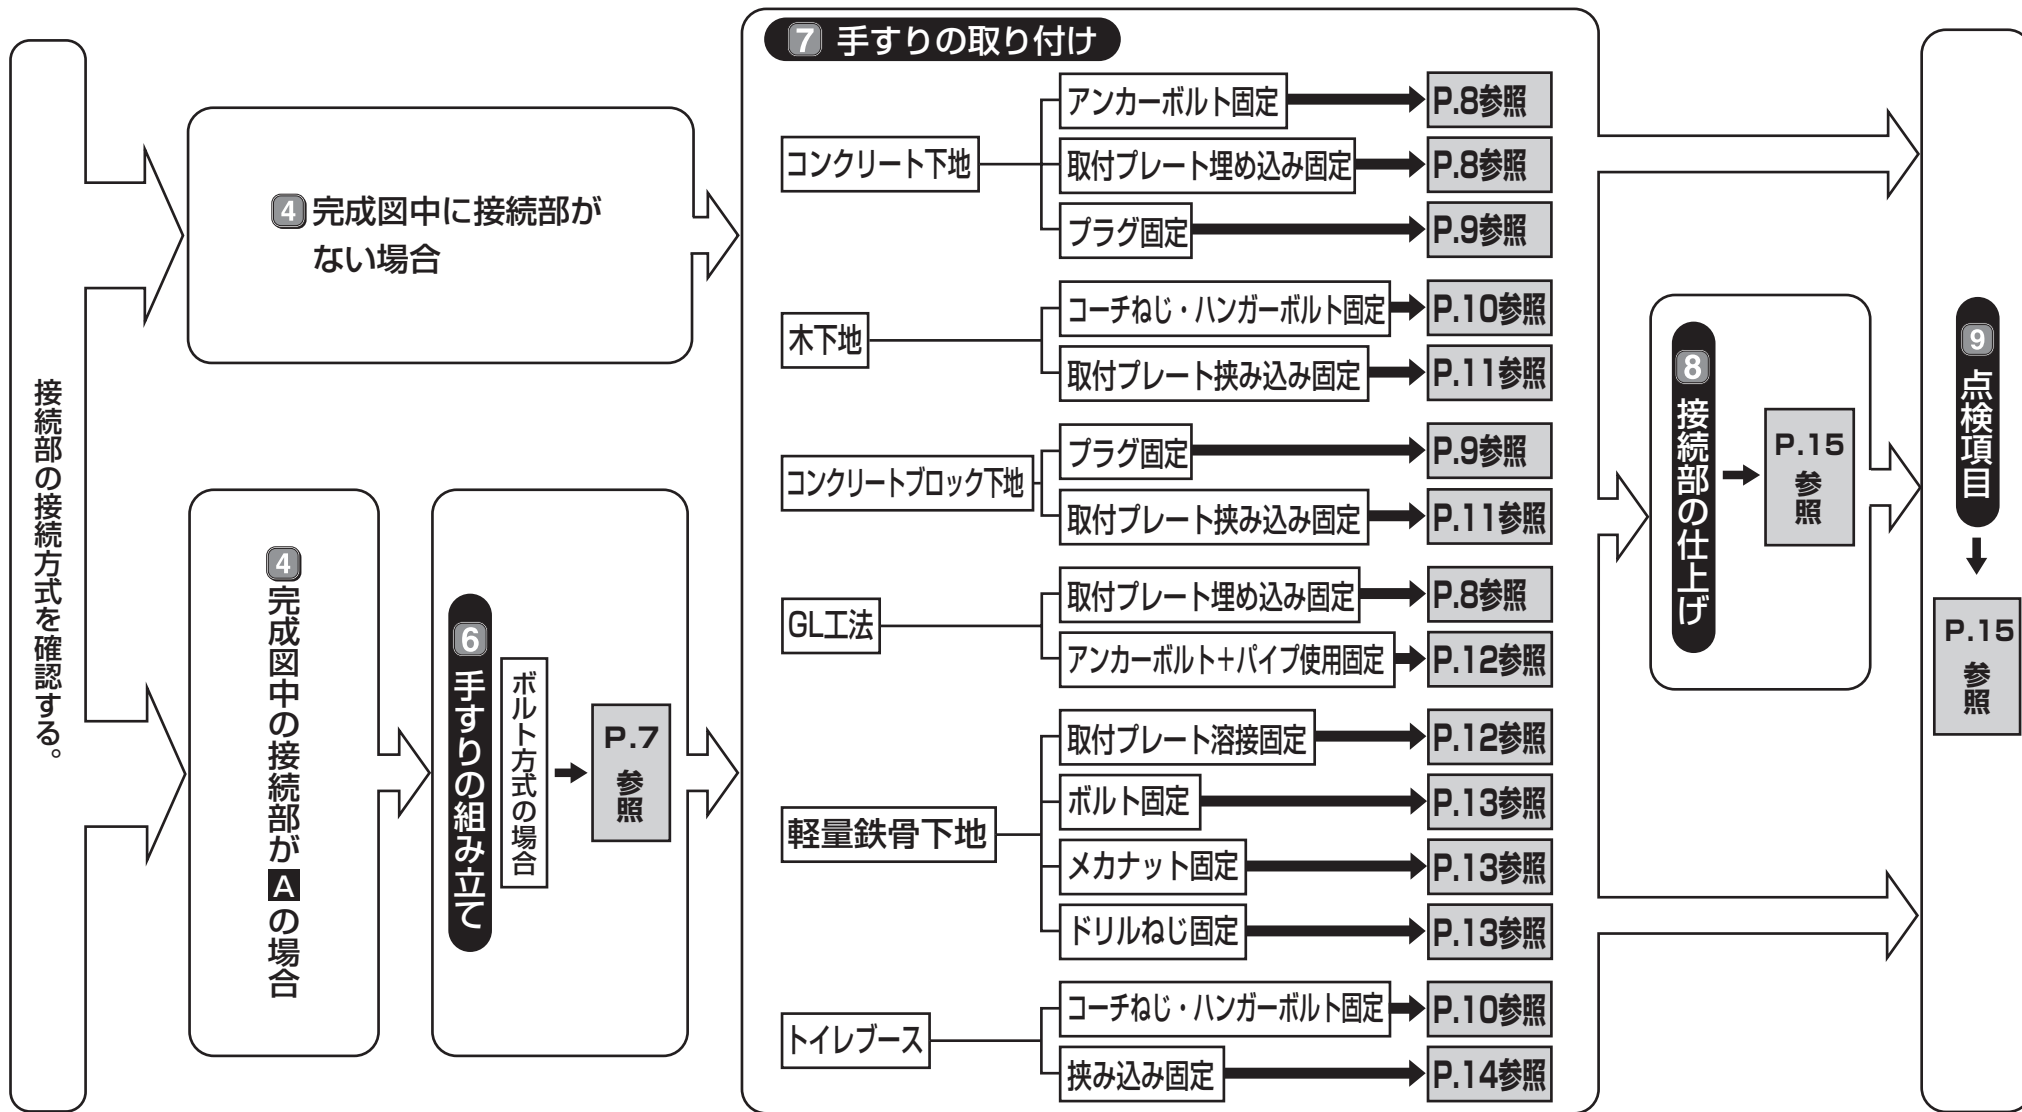 接続部の接続方式を確認する。
4 完成図中に接続部が
ない場合
4 完成図中の接続部が A の場合
6 手すりの組み立て
ボルト方式の場合
P.7
参照
7 手すりの取り付け
コンクリート下地
アンカーボルト固定
P.8参照
取付プレート埋め込み固定
P.8参照
プラグ固定
P.9参照
木下地
コーチねじ・ハンガーボルト固定
P.10参照
取付プレート挟み込み固定
P.11参照
コンクリートブロック下地
プラグ固定
P.9参照
取付プレート挟み込み固定
P.11参照
GL工法
取付プレート埋め込み固定
P.8参照
アンカーボルト+パイプ使用固定
P.12参照
軽量鉄骨下地
取付プレート溶接固定
P.12参照
ボルト固定
P.13参照
メカナット固定
P.13参照
ドリルねじ固定
P.13参照
トイレブース
コーチねじ・ハンガーボルト固定
P.10参照
挟み込み固定
P.14参照
8 接続部の仕上げ
P.15
参照
9 点検項目
P.15
参照